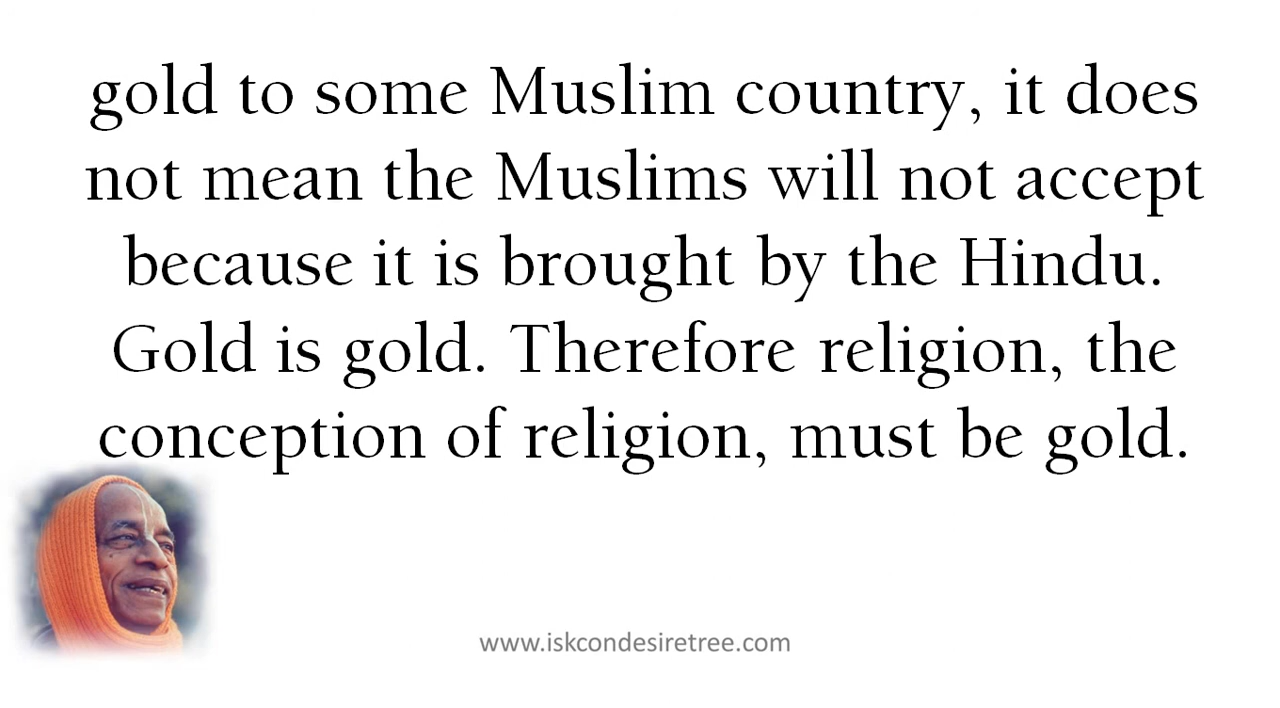 gold to some Muslim country, it does
not mean the Muslims will not accept
because it is brought by the Hindu.
Gold is gold. Therefore religion, the
conception of religion, must be gold.
www.iskcondesiretree.com